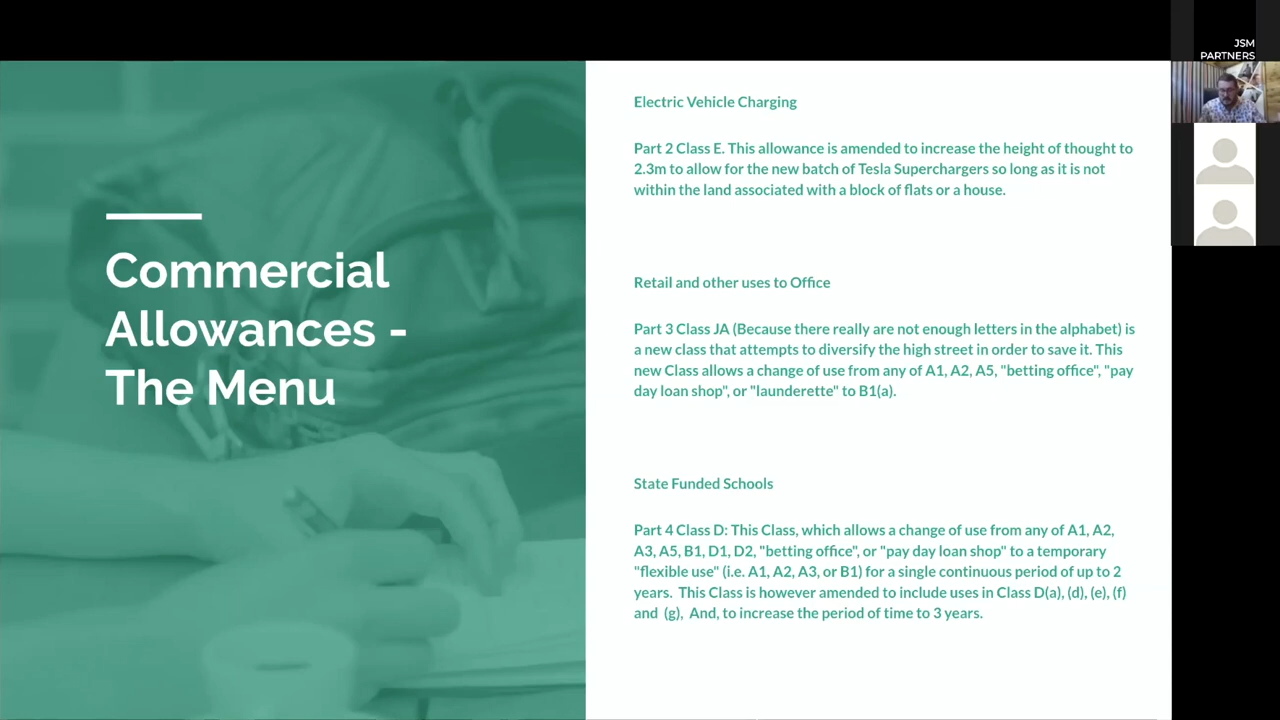 JSM
PARTNERS
Commercial
Allowances -
The Menu
Electric Vehicle Charging
Part 2 Class E. This allowance is amended to increase the height of thought to
2.3m to allow for the new batch of Tesla Superchargers so long as it is not
within the land associated with a block of flats or a house.
Retail and other uses to Office
Part 3 Class JA (Because there really are not enough letters in the alphabet) is
a new class that attempts to diversify the high street in order to save it. This
new Class allows a change of use from any of A1, A2, A5, "betting office", "pay
day loan shop", or "launderette" to B1(a).
State Funded Schools
Part 4 Class D: This Class, which allows a change of use from any of A1, A2,
A3, A5, B1, D1, D2, "betting office", or "pay day loan shop" to a temporary
"flexible use" (i.e. A1, A2, A3, or B1) for a single continuous period of up to 2
years. This Class is however amended to include uses in Class D(a), (d), (e), (f)
and (g), And, to increase the period of time to 3 years.